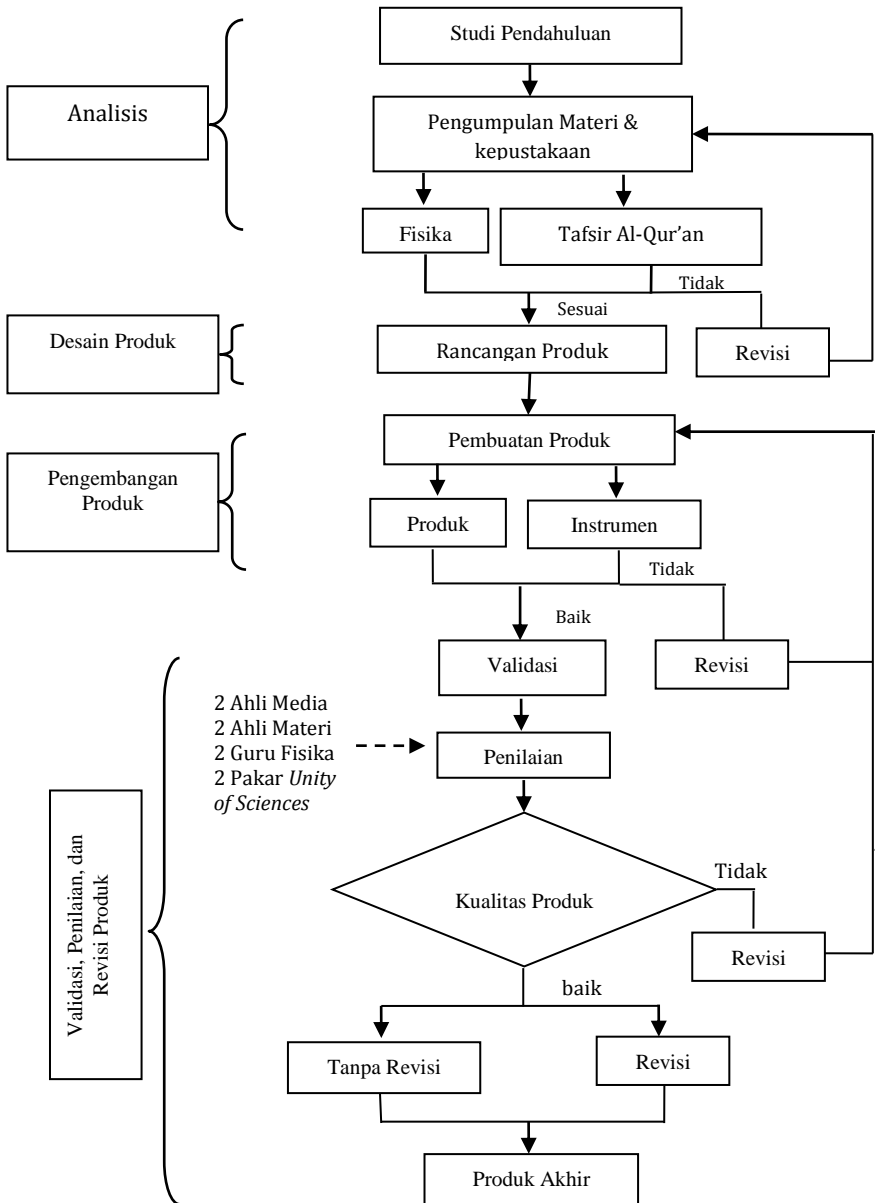 Studi Pendahuluan
Analisis
Pengumpulan Materi &
kepustakaan
Fisika
Tafsir Al-Qur’an
Tidak
Sesuai
Desain Produk
Rancangan Produk
Revisi
Pembuatan Produk
Pengembangan
Produk
Produk
Instrumen
Tidak
Baik
Validasi
Revisi
2 Ahli Media
2 Ahli Materi
2 Guru Fisika
2 Pakar Unity
of Sciences
Penilaian
Validasi, Penilaian, dan
Revisi Produk
Kualitas Produk
Tidak
Revisi
baik
Tanpa Revisi
Revisi
Produk Akhir